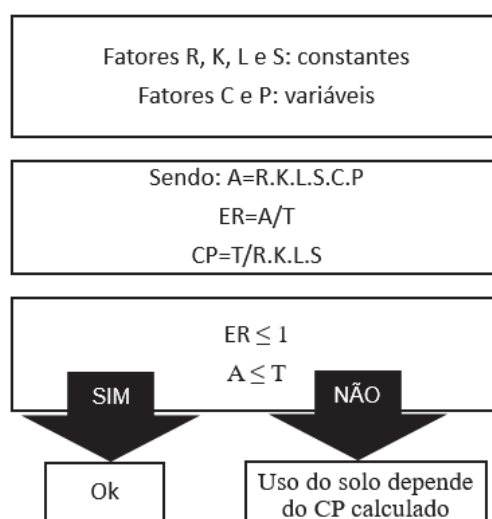 Fatores R, K, L e S: constantes
Fatores C e P: variáveis
Sendo: A=R.K.L.S.C.P
ER=A/T
CP=T/R.K.L.S
ER ≤ 1
A ≤ T
SIM
NÃO
Ok
Uso do solo depende
do CP calculado